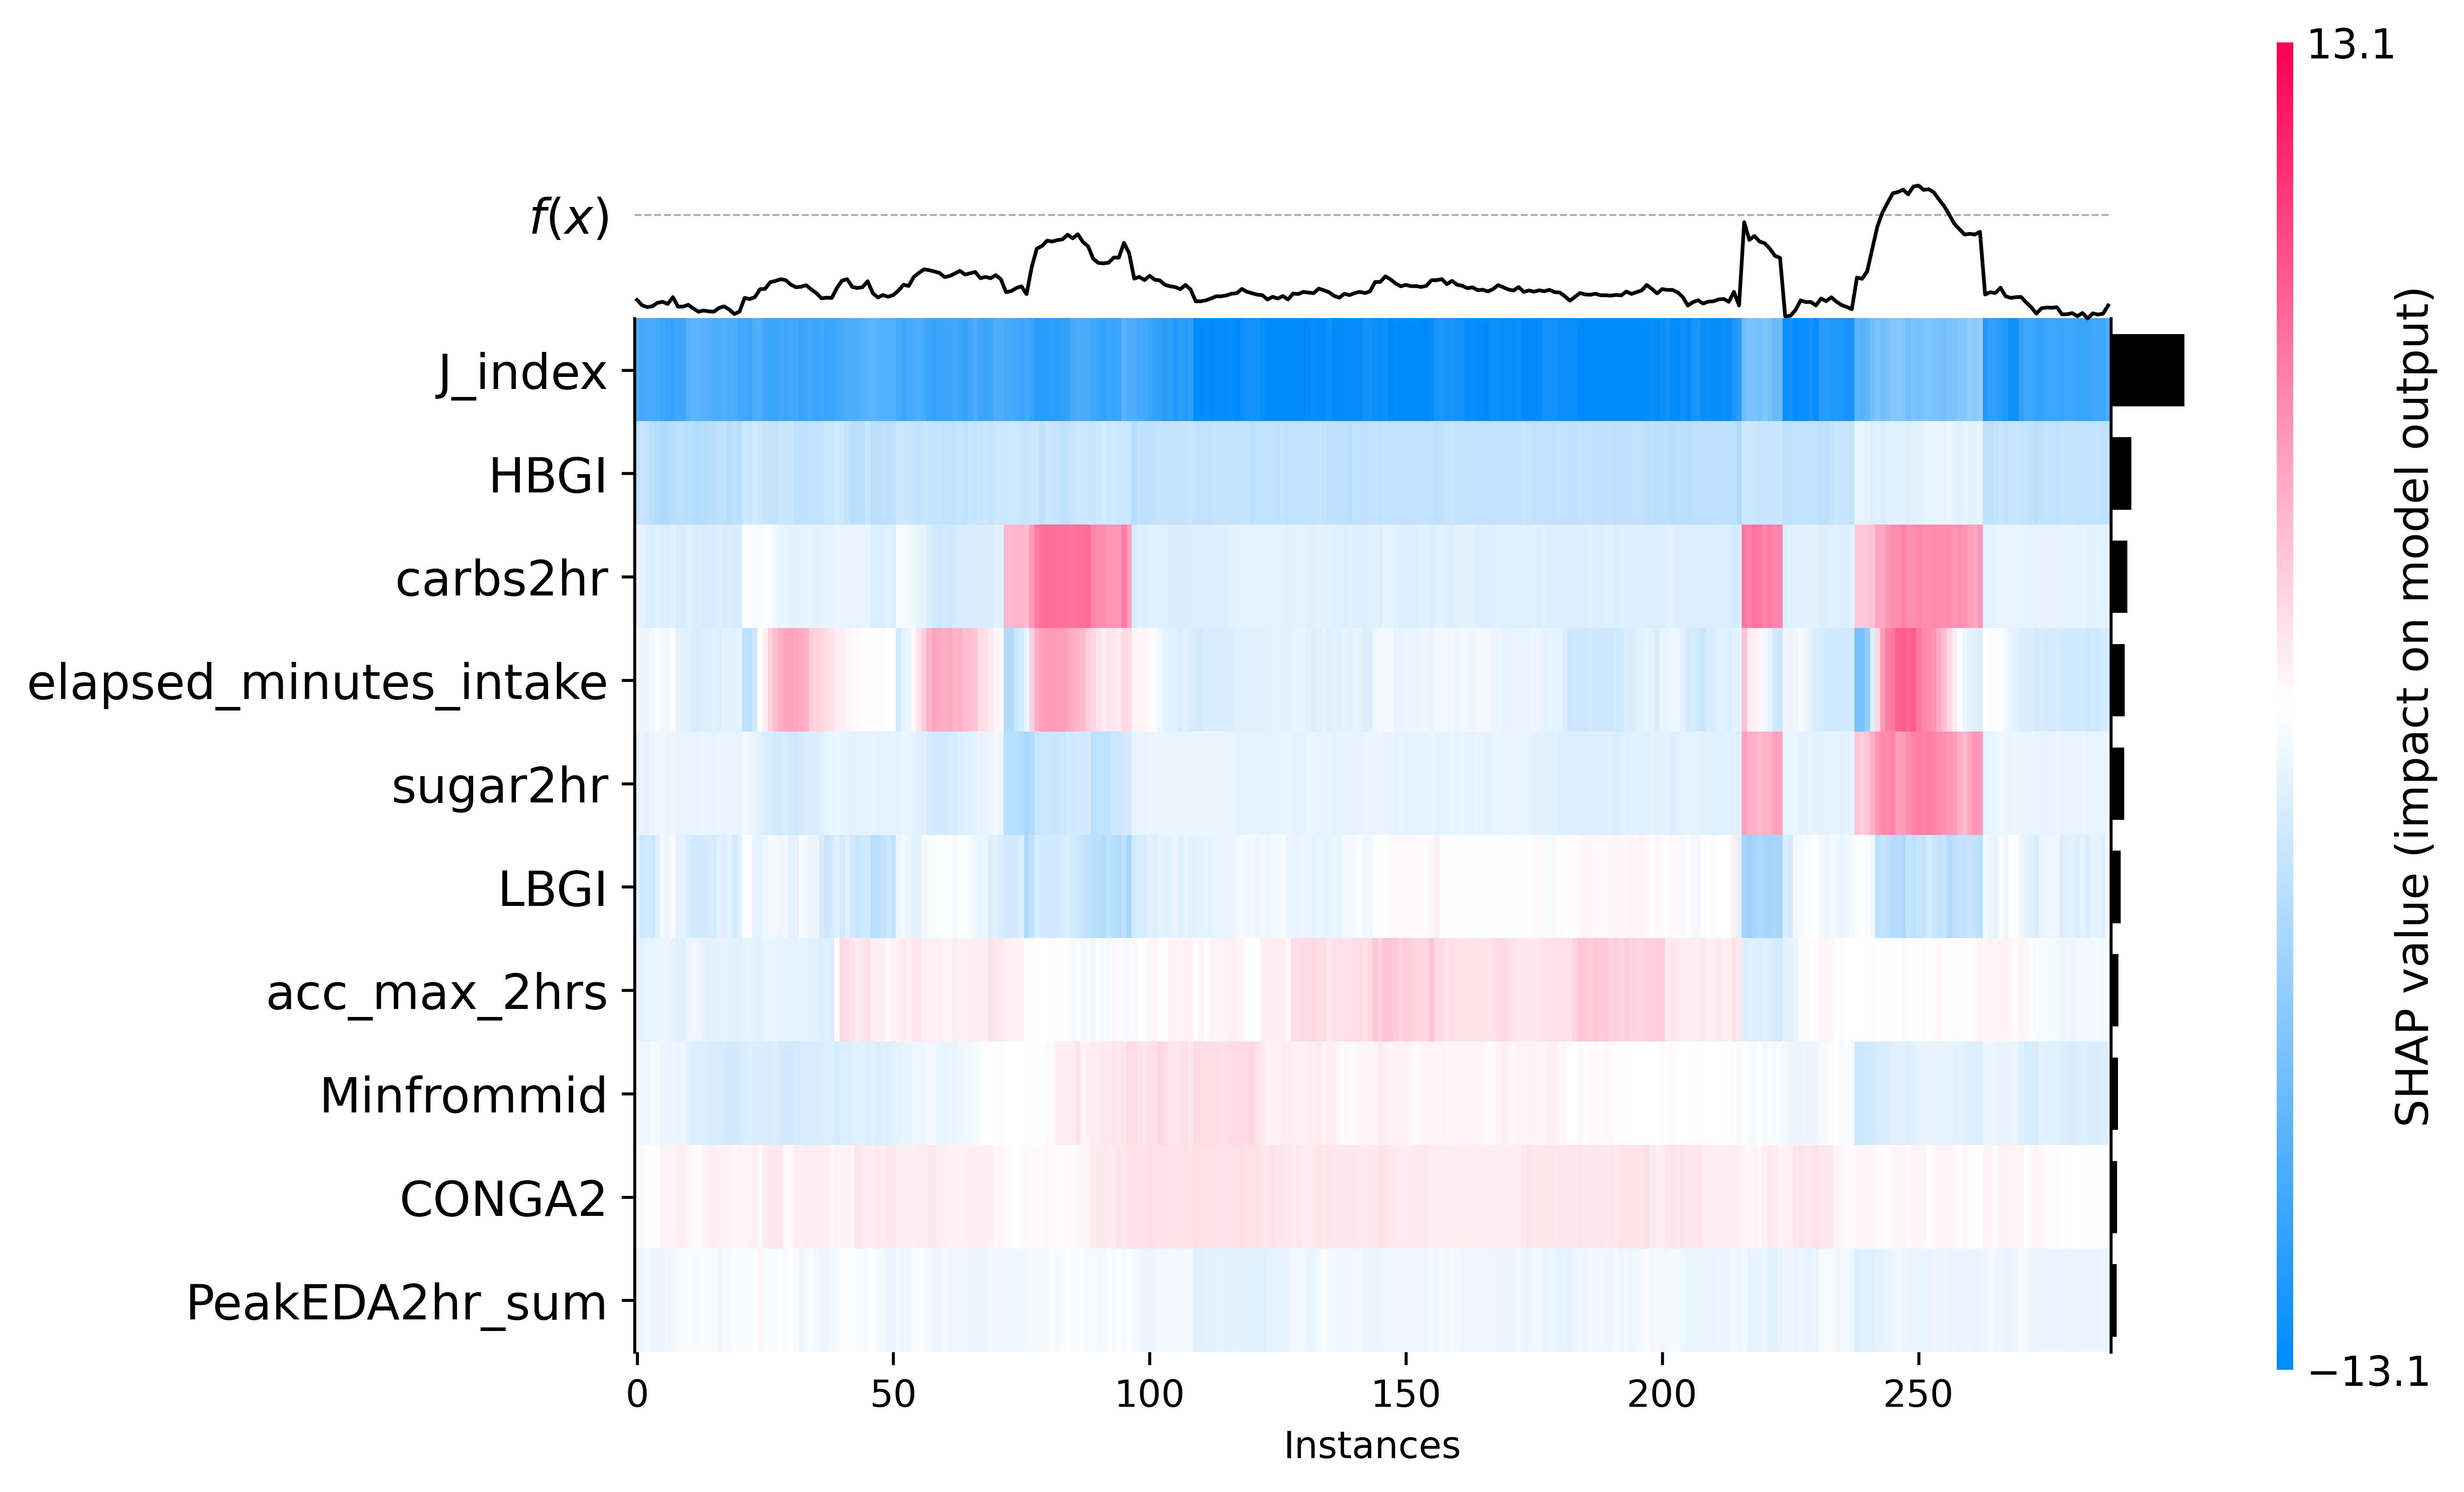 13.1
f(x)
J_index
HBGI
carbs2hr
elapsed_minutes_intake
sugar2hr
LBGI
acc_max_2hrs
Minfrommid
CONGA2
PeakEDA2hr_sum
0 50 100 150 200 250
Instances
−13.1
SHAP value (impact on model output)